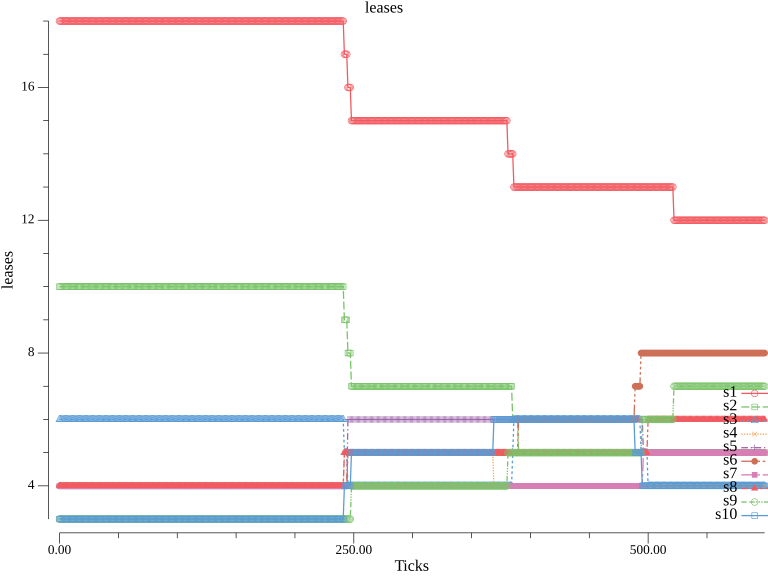 leases
16
12
8
4
leases
0.00
250.00
500.00
Ticks
s1
s2
s3
s4
s5
s6
s7
s8
s9
s10